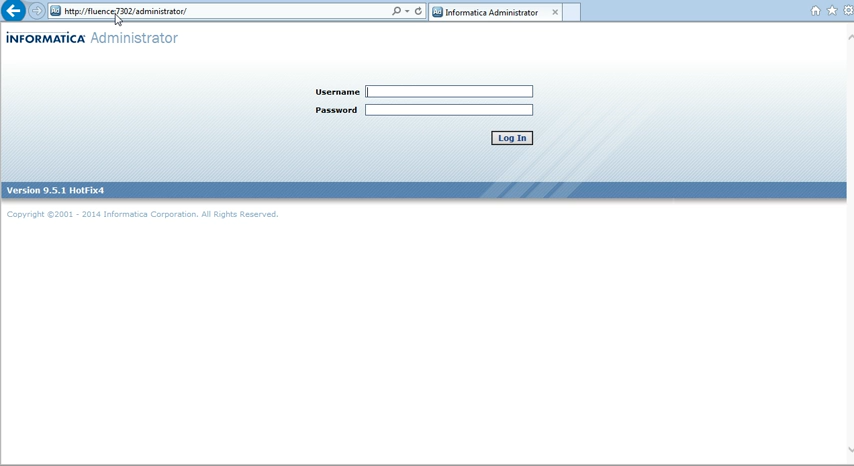 http://fluence:7302/administrator/
Informatica Administrator
INFORMATICA Administrator
Username
Password
Log In
Version 9.5.1 HotFix4
Copyright ©2001 - 2014 Informatica Corporation. All Rights Reserved.